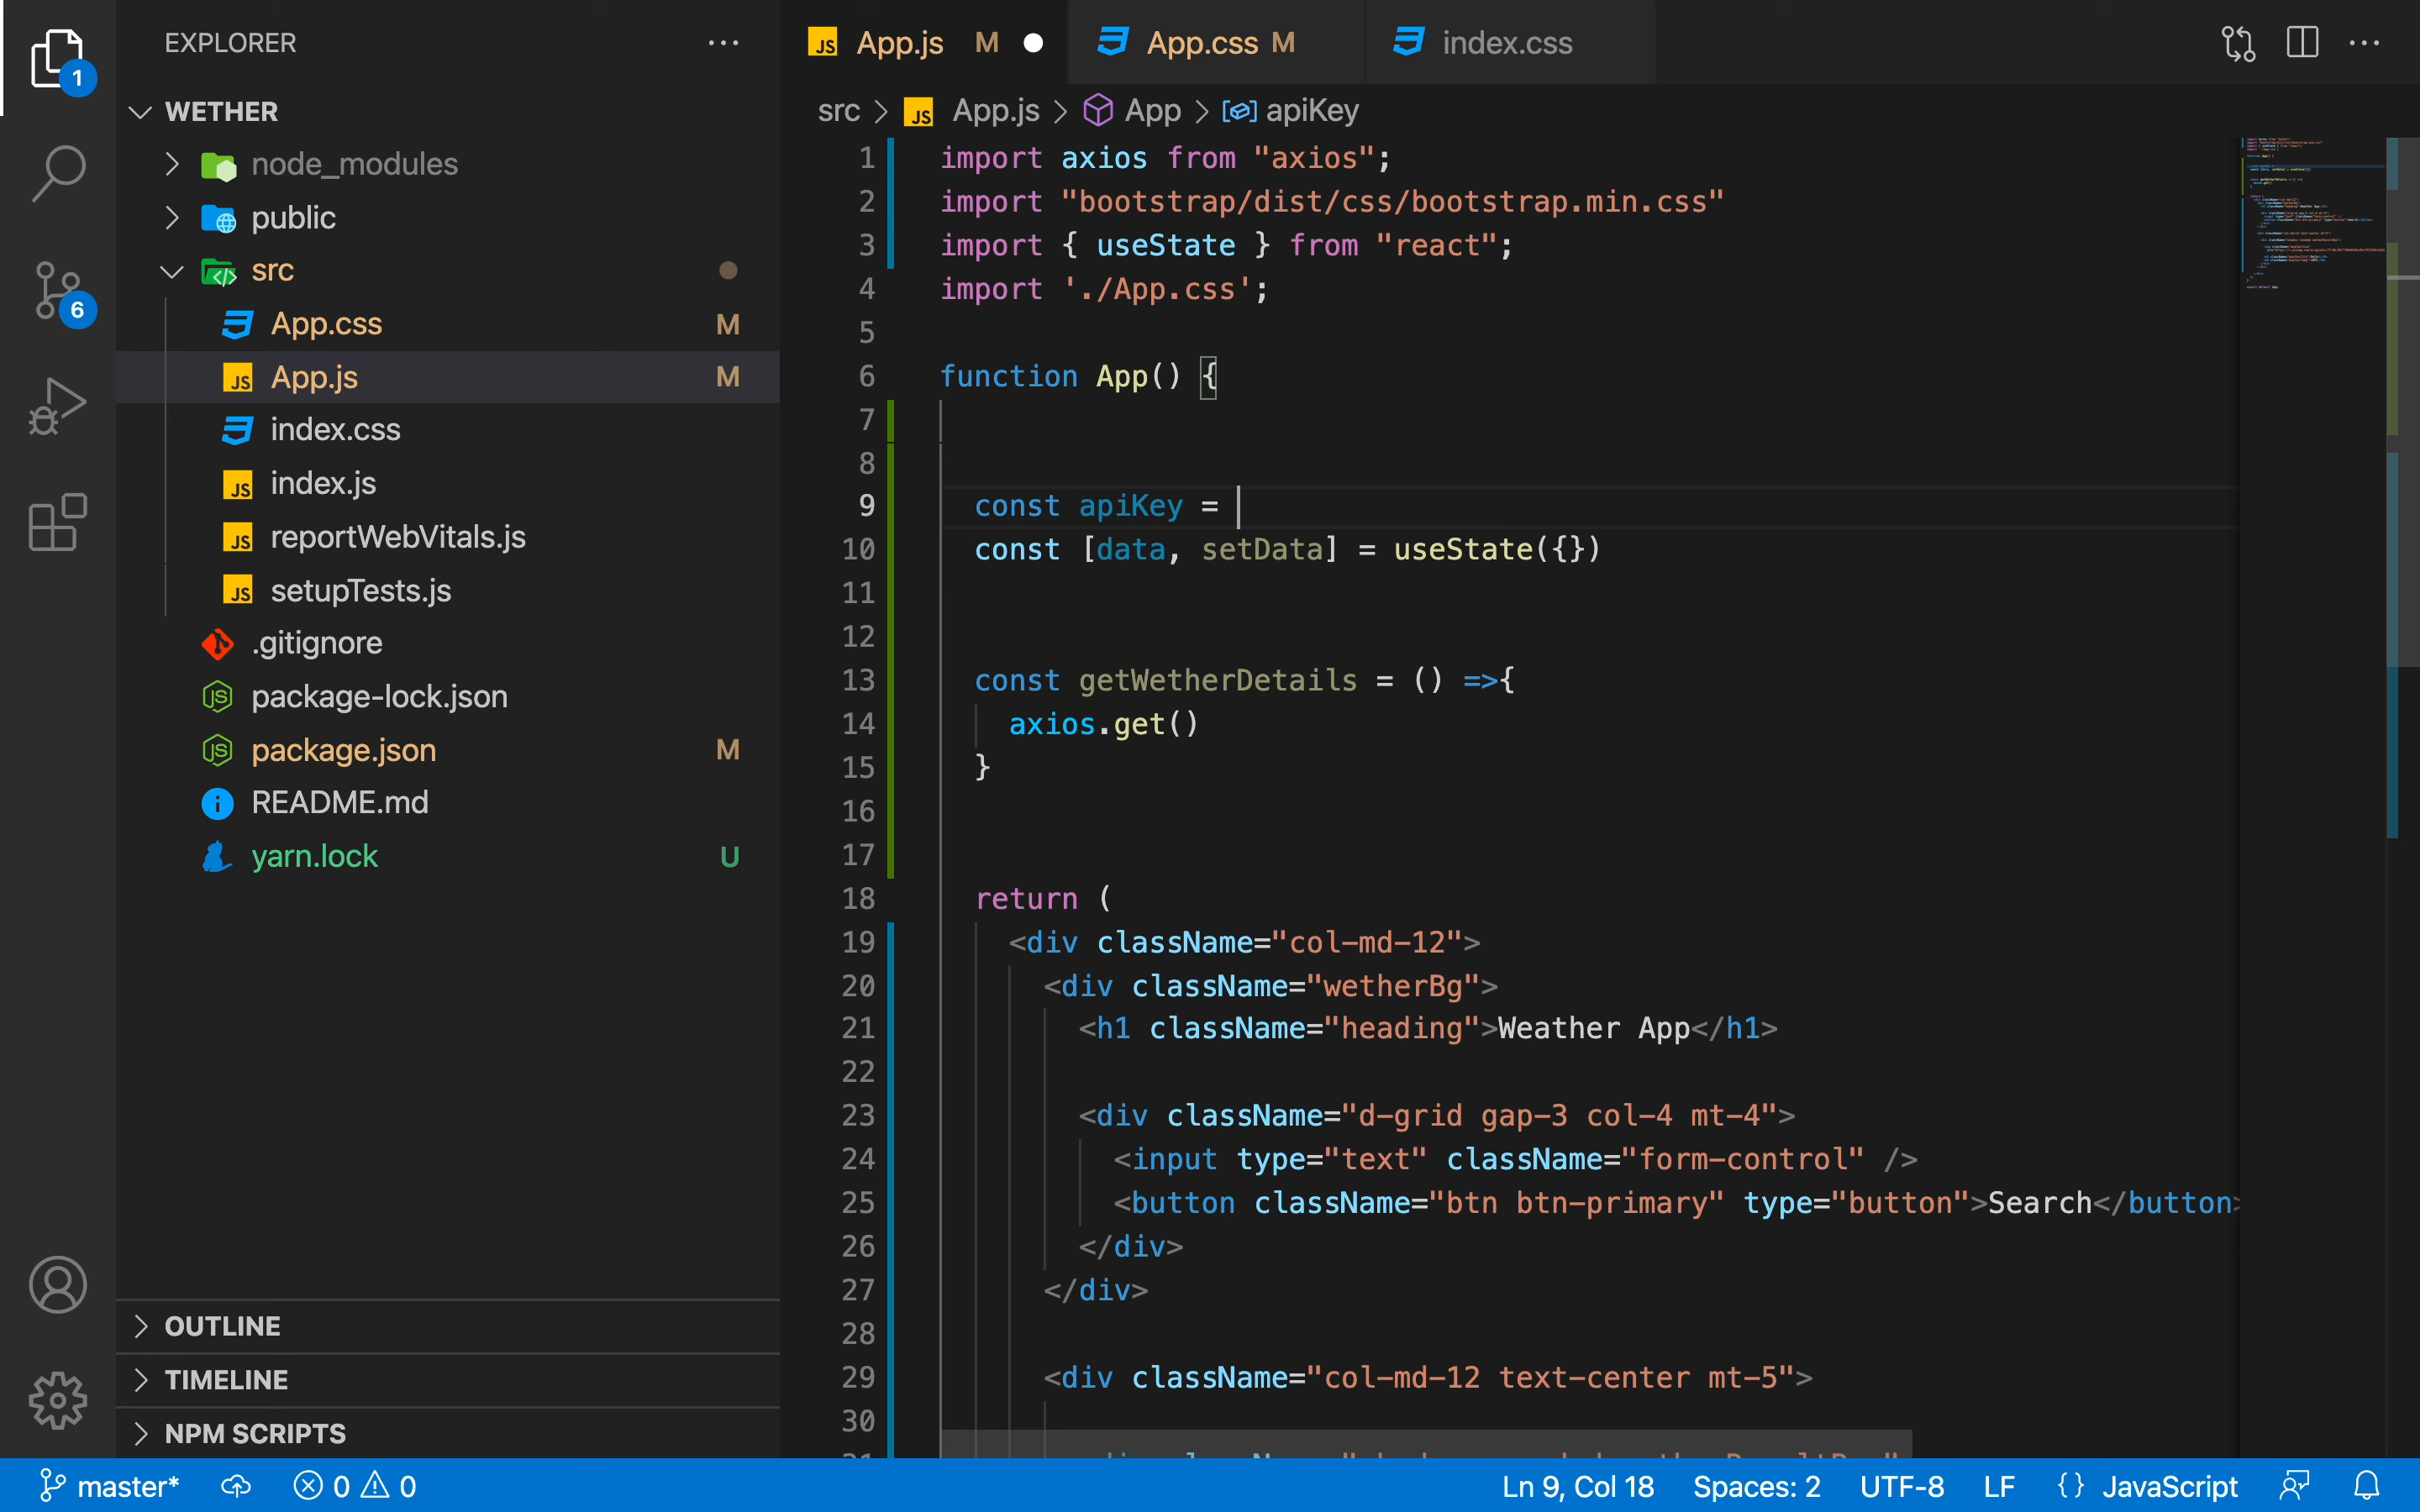 EXPLORER
WETHER
node_modules
public
src
App.css M
App.js M
index.css
index.js
reportWebVitals.js
setupTests.js
.gitignore
package-lock.json
package.json M
README.md
yarn.lock U
OUTLINE
TIMELINE
NPM SCRIPTS
1
6
App.js M
App.css M
index.css
src > App.js > App > apiKey
1 import axios from "axios";
2 import "bootstrap/dist/css/bootstrap.min.css"
3 import { useState } from "react";
4 import './App.css';
5
6 function App() {
7
8
9 const apiKey =
10 const [data, setData] = useState({})
11
12
13 const getWetherDetails = () =>{
14 axios.get()
15 }
16
17
18 return (
19 <div className="col-md-12">
20 <div className="wetherBg">
21 <h1 className="heading">Weather App</h1>
22
23 <div className="d-grid gap-3 col-4 mt-4">
24 <input type="text" className="form-control" />
25 <button className="btn btn-primary" type="button">Search</button>
26 </div>
27 </div>
28
29 <div className="col-md-12 text-center mt-5">
30
master* 0 0 Ln 9, Col 18 Spaces: 2 UTF-8 LF {} JavaScript